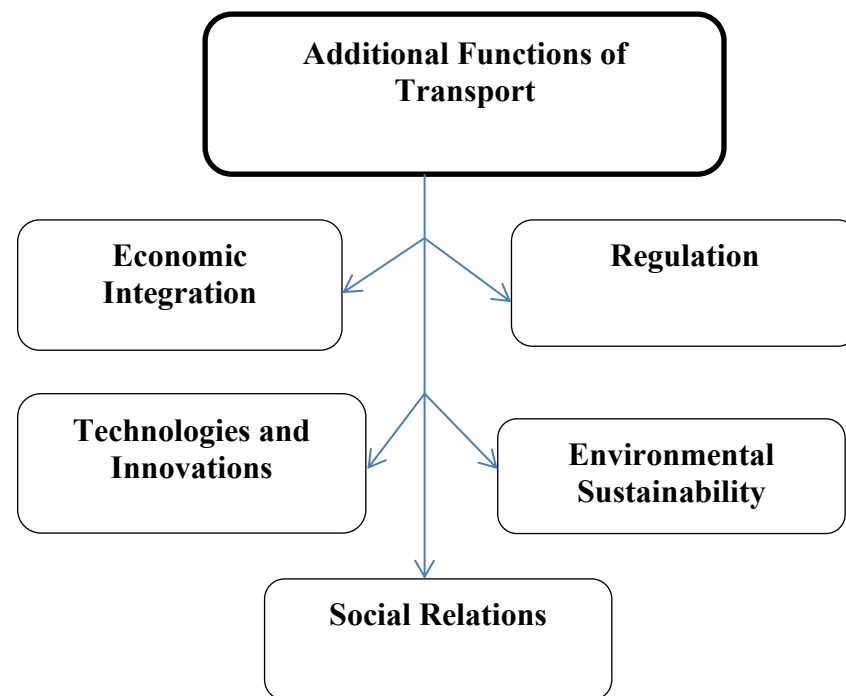 Additional Functions of
Transport
Economic
Integration
Regulation
Technologies and
Innovations
Environmental
Sustainability
Social Relations